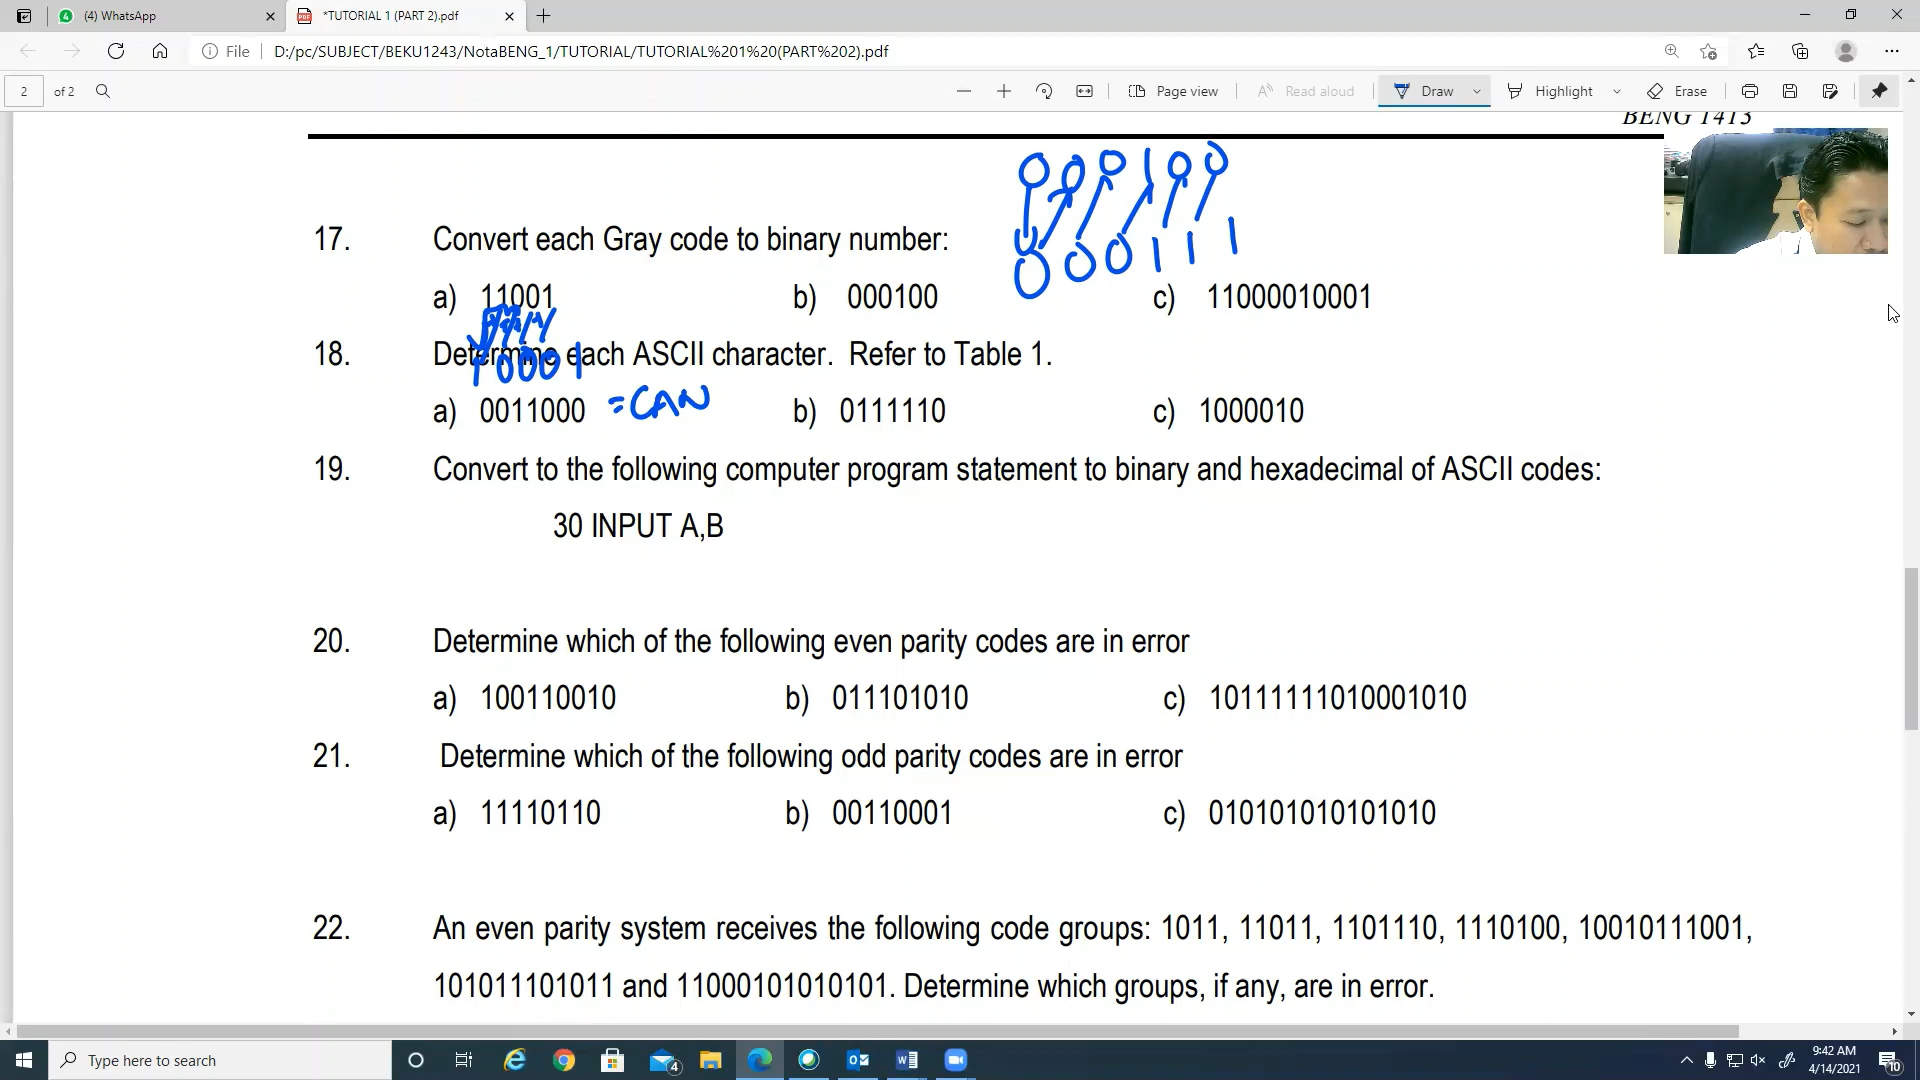 (4) WhatsApp
*TUTORIAL 1 (PART 2).pdf
File
D:/pc/SUBJECT/BEKU1243/NotaBENG_1/TUTORIAL/TUTORIAL%201%20(PART%202).pdf
2 of 2
Page view
Read aloud
Draw
Highlight
Erase
BENG 1413
0 0 0 1 0 0
17. Convert each Gray code to binary number:
0 0 0 1 1 1
a) 11001 b) 000100 c) 11000010001
18. Determine each ASCII character. Refer to Table 1.
10001
a) 0011000 = CAN b) 0111110 c) 1000010
19. Convert to the following computer program statement to binary and hexadecimal of ASCII codes:
30 INPUT A,B
20. Determine which of the following even parity codes are in error
a) 100110010 b) 011101010 c) 10111111010001010
21. Determine which of the following odd parity codes are in error
a) 11110110 b) 00110001 c) 010101010101010
22. An even parity system receives the following code groups: 1011, 11011, 1101110, 1110100, 10010111001,
101011101011 and 11000101010101. Determine which groups, if any, are in error.
Type here to search
4
9:42 AM
4/14/2021
10